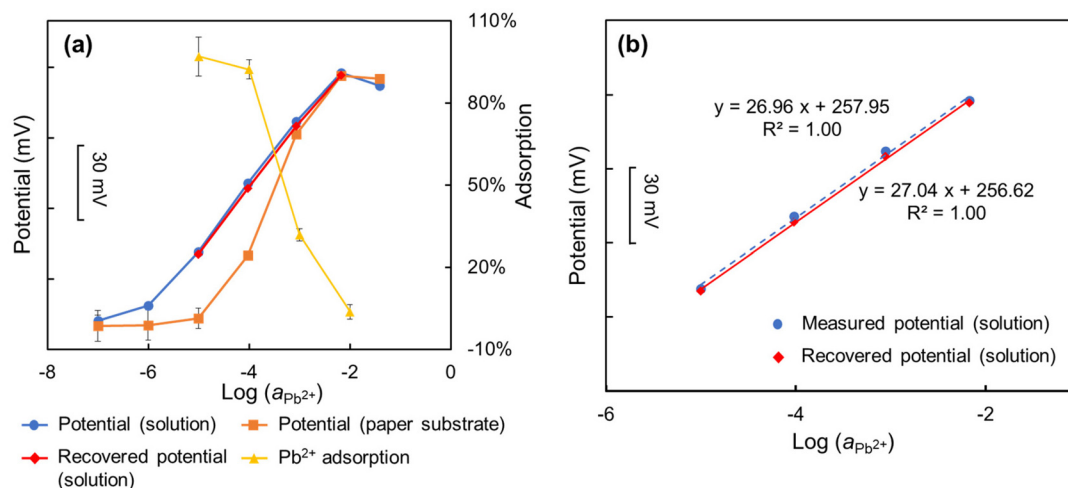 (a)
110%
80%
50%
20%
-10%
Adsorption
Potential (mV)
30 mV
-8
-6
-4
-2
0
Log (aPb²⁺)
Potential (solution)
Potential (paper substrate)
Recovered potential
(solution)
Pb²⁺ adsorption
(b)
y = 26.96 x + 257.95
R² = 1.00
y = 27.04 x + 256.62
R² = 1.00
Potential (mV)
30 mV
Measured potential (solution)
Recovered potential (solution)
-6
-4
-2
Log (aPb²⁺)